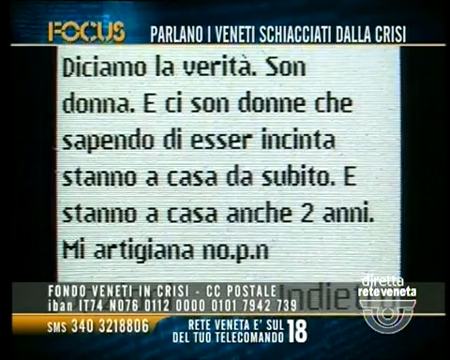 FOCUS
PARLANO I VENETI SCHIACCIATI DALLA CRISI
Diciamo la verità. Son
donna. E ci son donne che
sapendo di esser incinta
stanno a casa da subito. E
stanno a casa anche 2 anni.
Mi artigiana no.p.n
Indiet
diretta
reteveneta
FONDO VENETI IN CRISI - CC POSTALE
iban IT74 N076 0112 0000 0101 7942 739
SMS 340 3218806
RETE VENETA E' SUL
DEL TUO TELECOMANDO 18